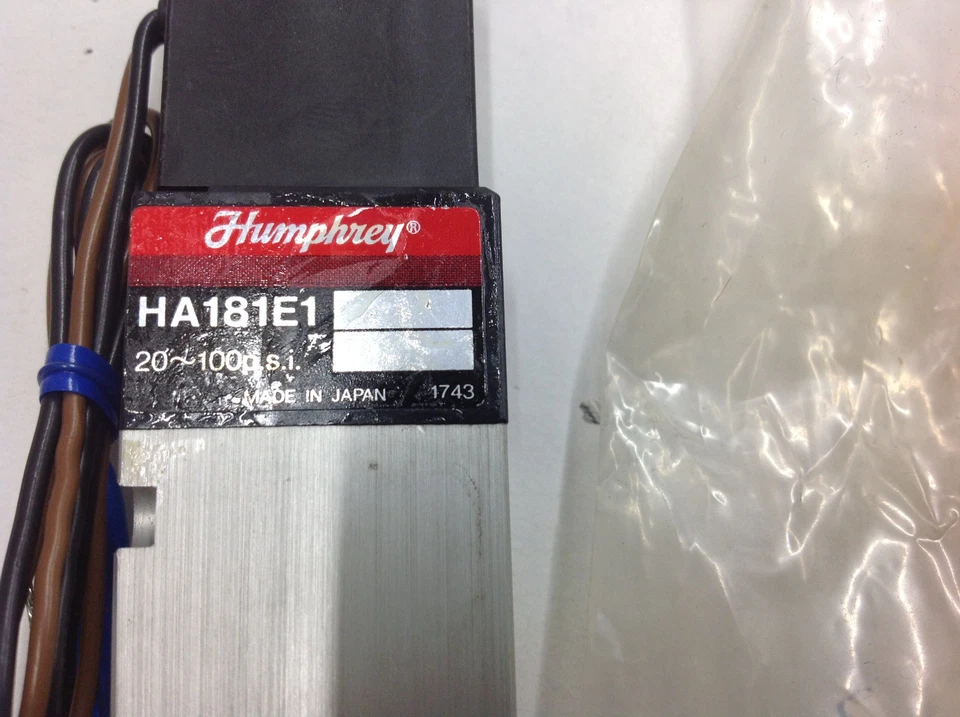 Humphrey®
HA181E1
20~100p.s.i.
MADE IN JAPAN 1743